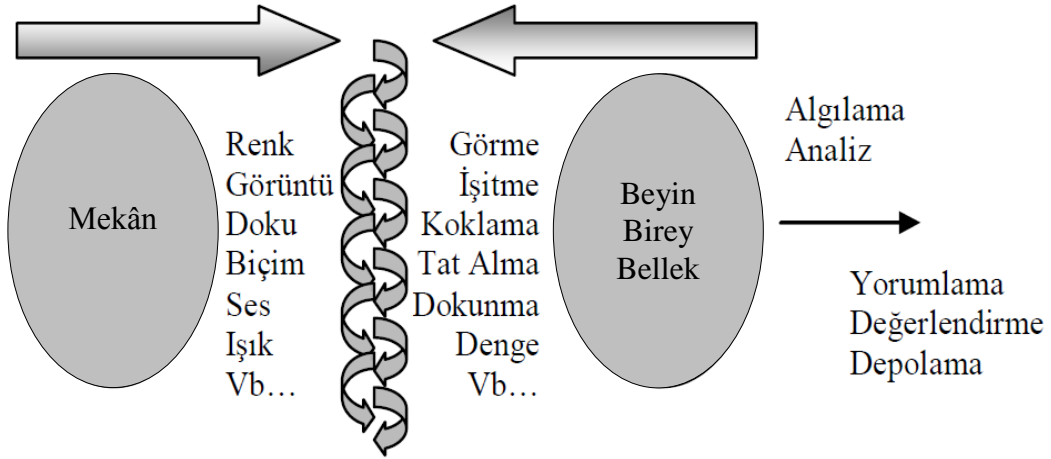 Mekân
Renk
Görüntü
Doku
Biçim
Ses
Işık
Vb…
Görme
İşitme
Koklama
Tat Alma
Dokunma
Denge
Vb…
Beyin
Birey
Bellek
Algılama
Analiz
Yorumlama
Değerlendirme
Depolama